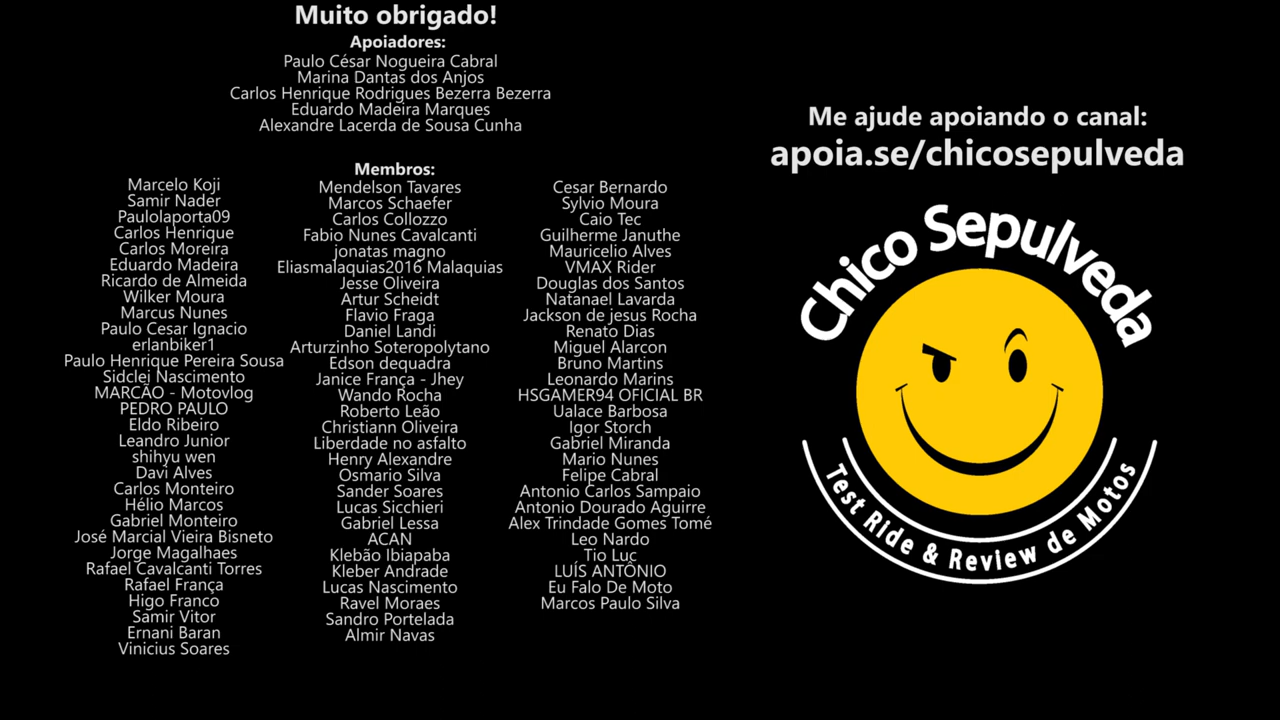 Muito obrigado!
Apoiadores:
Paulo César Nogueira Cabral
Marina Dantas dos Anjos
Carlos Henrique Rodrigues Bezerra Bezerra
Eduardo Madeira Marques
Alexandre Lacerda de Sousa Cunha
Membros:
Marcelo Koji
Samir Nader
Paulolaporta09
Carlos Henrique
Carlos Moreira
Eduardo Madeira
Ricardo de Almeida
Wilker Moura
Marcus Nunes
Paulo Cesar Ignacio
erlanbiker1
Paulo Henrique Pereira Sousa
Sidclei Nascimento
MARCÃO - Motovlog
PEDRO PAULO
Eldo Ribeiro
Leandro Junior
shihyu wen
Davi Alves
Carlos Monteiro
Hélio Marcos
Gabriel Monteiro
José Marcial Vieira Bisneto
Jorge Magalhaes
Rafael Cavalcanti Torres
Rafael França
Higo Franco
Samir Vitor
Ernani Baran
Vinicius Soares
Mendelson Tavares
Marcos Schaefer
Carlos Collozzo
Fabio Nunes Cavalcanti
jonatas magno
Eliasmalaquias2016 Malaquias
Jesse Oliveira
Artur Scheidt
Flavio Fraga
Daniel Landi
Arturzinho Soteropolytano
Edson dequadra
Janice França - Jhey
Wando Rocha
Roberto Leão
Christiann Oliveira
Liberdade no asfalto
Henry Alexandre
Osmario Silva
Sander Soares
Lucas Sicchieri
Gabriel Lessa
ACAN
Klebão Ibiapaba
Kleber Andrade
Lucas Nascimento
Ravel Moraes
Sandro Portelada
Almir Navas
Cesar Bernardo
Sylvio Moura
Caio Tec
Guilherme Januthe
Mauricelio Alves
VMAX Rider
Douglas dos Santos
Natanael Lavarda
Jackson de jesus Rocha
Renato Dias
Miguel Alarcon
Bruno Martins
Leonardo Marins
HSGAMER94 OFICIAL BR
Ualace Barbosa
Igor Storch
Gabriel Miranda
Mario Nunes
Felipe Cabral
Antonio Carlos Sampaio
Antonio Dourado Aguirre
Alex Trindade Gomes Tomé
Leo Nardo
Tio Luc
LUÍS ANTÔNIO
Eu Falo De Moto
Marcos Paulo Silva
Me ajude apoiando o canal:
apoia.se/chicosepulveda
Chico Sepulveda
Test Ride & Review de Motos